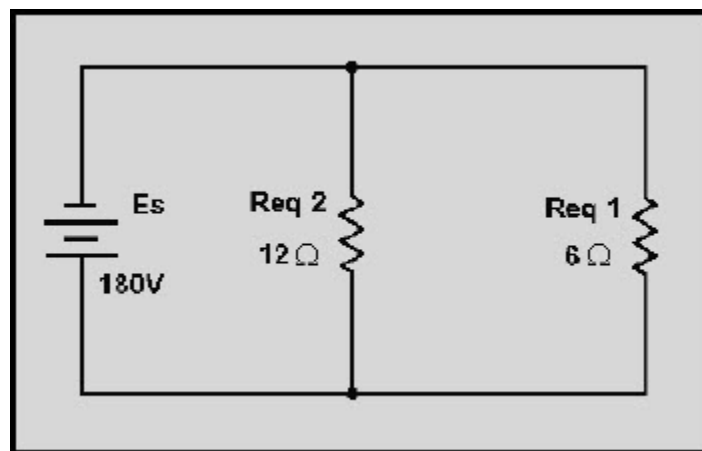 Es
180V
Req 2
12 Ω
Req 1
6 Ω